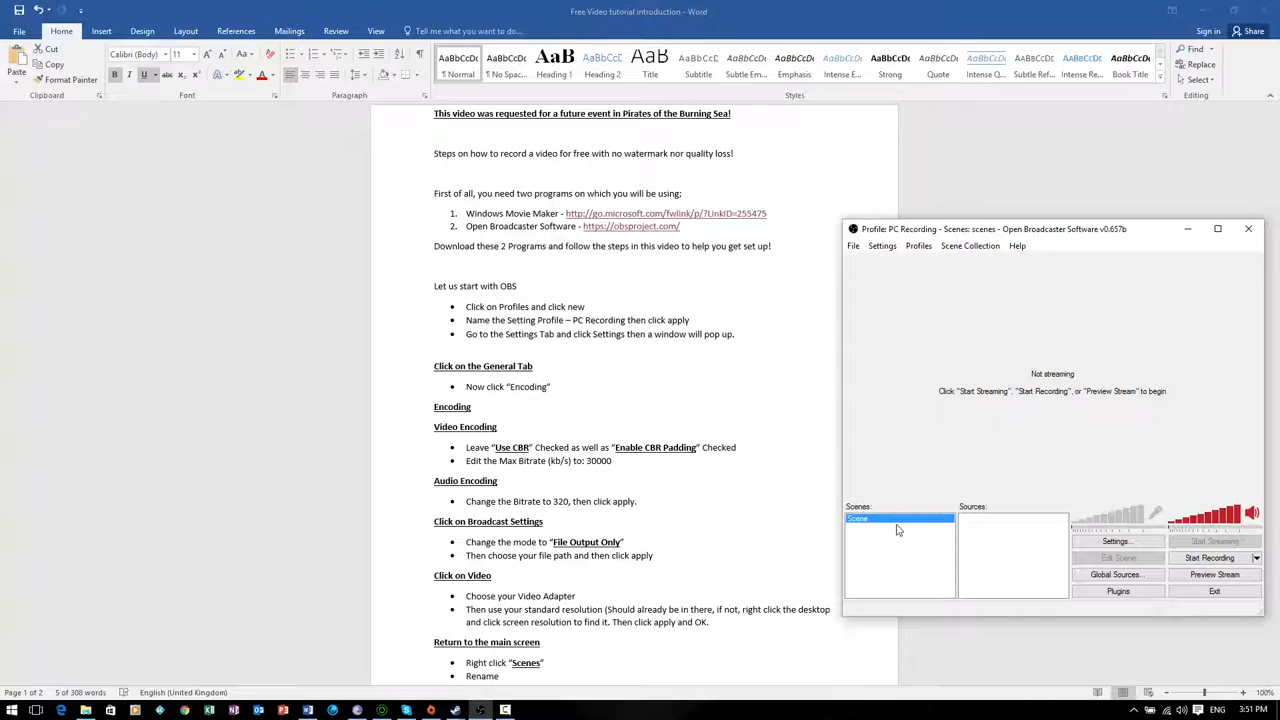 Free Video tutorial introduction - Word
File Home Insert Design Layout References Mailings Review View Tell me what you want to do... Sign in Share
Paste
Cut
Copy
Format Painter
Calibri (Body) 11
AaBbCcDc AaBbCcDc AaB AaBbCcC AaB AaBbCcDc AaBbCcDc AaBbCcDc AaBbCcDc AaBbCcDc AaBbCcDc AaBbCcDc AaBbCcDc AaBbCcDc AaBbCcDc
¶ Normal ¶ No Spac... Heading 1 Heading 2 Title Subtitle Subtle Em... Emphasis Intense E... Strong Quote Intense Q... Subtle Ref... Intense Re... Book Title
Find
Replace
Select
Clipboard Font Paragraph Styles Editing
This video was requested for a future event in Pirates of the Burning Sea!
Steps on how to record a video for free with no watermark nor quality loss!
First of all, you need two programs on which you will be using;
1. Windows Movie Maker - http://go.microsoft.com/fwlink/p/?LinkID=255475
2. Open Broadcaster Software - https://obsproject.com/
Download these 2 Programs and follow the steps in this video to help you get set up!
Let us start with OBS
• Click on Profiles and click new
• Name the Setting Profile – PC Recording then click apply
• Go to the Settings Tab and click Settings then a window will pop up.
Click on the General Tab
• Now click “Encoding”
Encoding
Video Encoding
• Leave “Use CBR” Checked as well as “Enable CBR Padding” Checked
• Edit the Max Bitrate (kb/s) to: 30000
Audio Encoding
• Change the Bitrate to 320, then click apply.
Click on Broadcast Settings
• Change the mode to “File Output Only”
• Then choose your file path and then click apply
Click on Video
• Choose your Video Adapter
• Then use your standard resolution (Should already be in there, if not, right click the desktop
and click screen resolution to find it. Then click apply and OK.
Return to the main screen
• Right click “Scenes”
• Rename
Profile: PC Recording - Scenes: scenes - Open Broadcaster Software v0.657b
File Settings Profiles Scene Collection Help
Not streaming
Click "Start Streaming", "Start Recording", or "Preview Stream" to begin
Scenes: Sources:
Scene
Settings... Start Streaming
Edit Scene Start Recording
Global Sources... Preview Stream
Plugins Exit
Page 1 of 2 5 of 308 words English (United Kingdom) 100%
3:51 PM